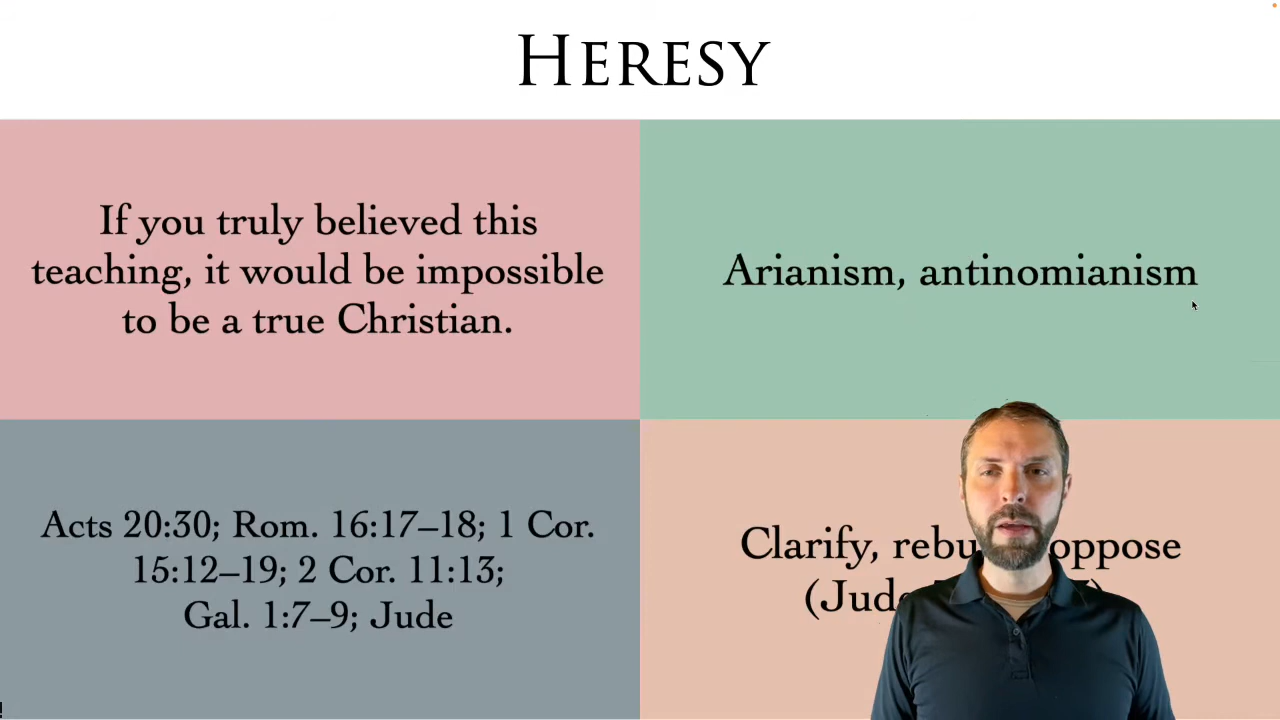 HERESY
If you truly believed this
teaching, it would be impossible
to be a true Christian.
Arianism, antinomianism
Acts 20:30; Rom. 16:17–18; 1 Cor.
15:12–19; 2 Cor. 11:13;
Gal. 1:7–9; Jude
Clarify, oppose